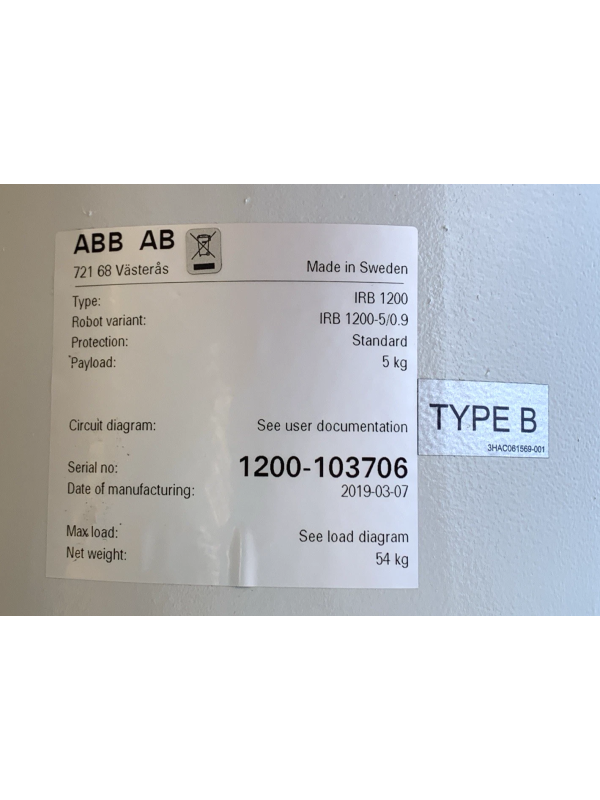 ABB AB
721 68 Västerås
Made in Sweden
Type: IRB 1200
Robot variant: IRB 1200-5/0.9
Protection: Standard
Payload: 5 kg
Circuit diagram: See user documentation
TYPE B
3HAC061569-001
Serial no: 1200-103706
Date of manufacturing: 2019-03-07
Max load: See load diagram
Net weight: 54 kg